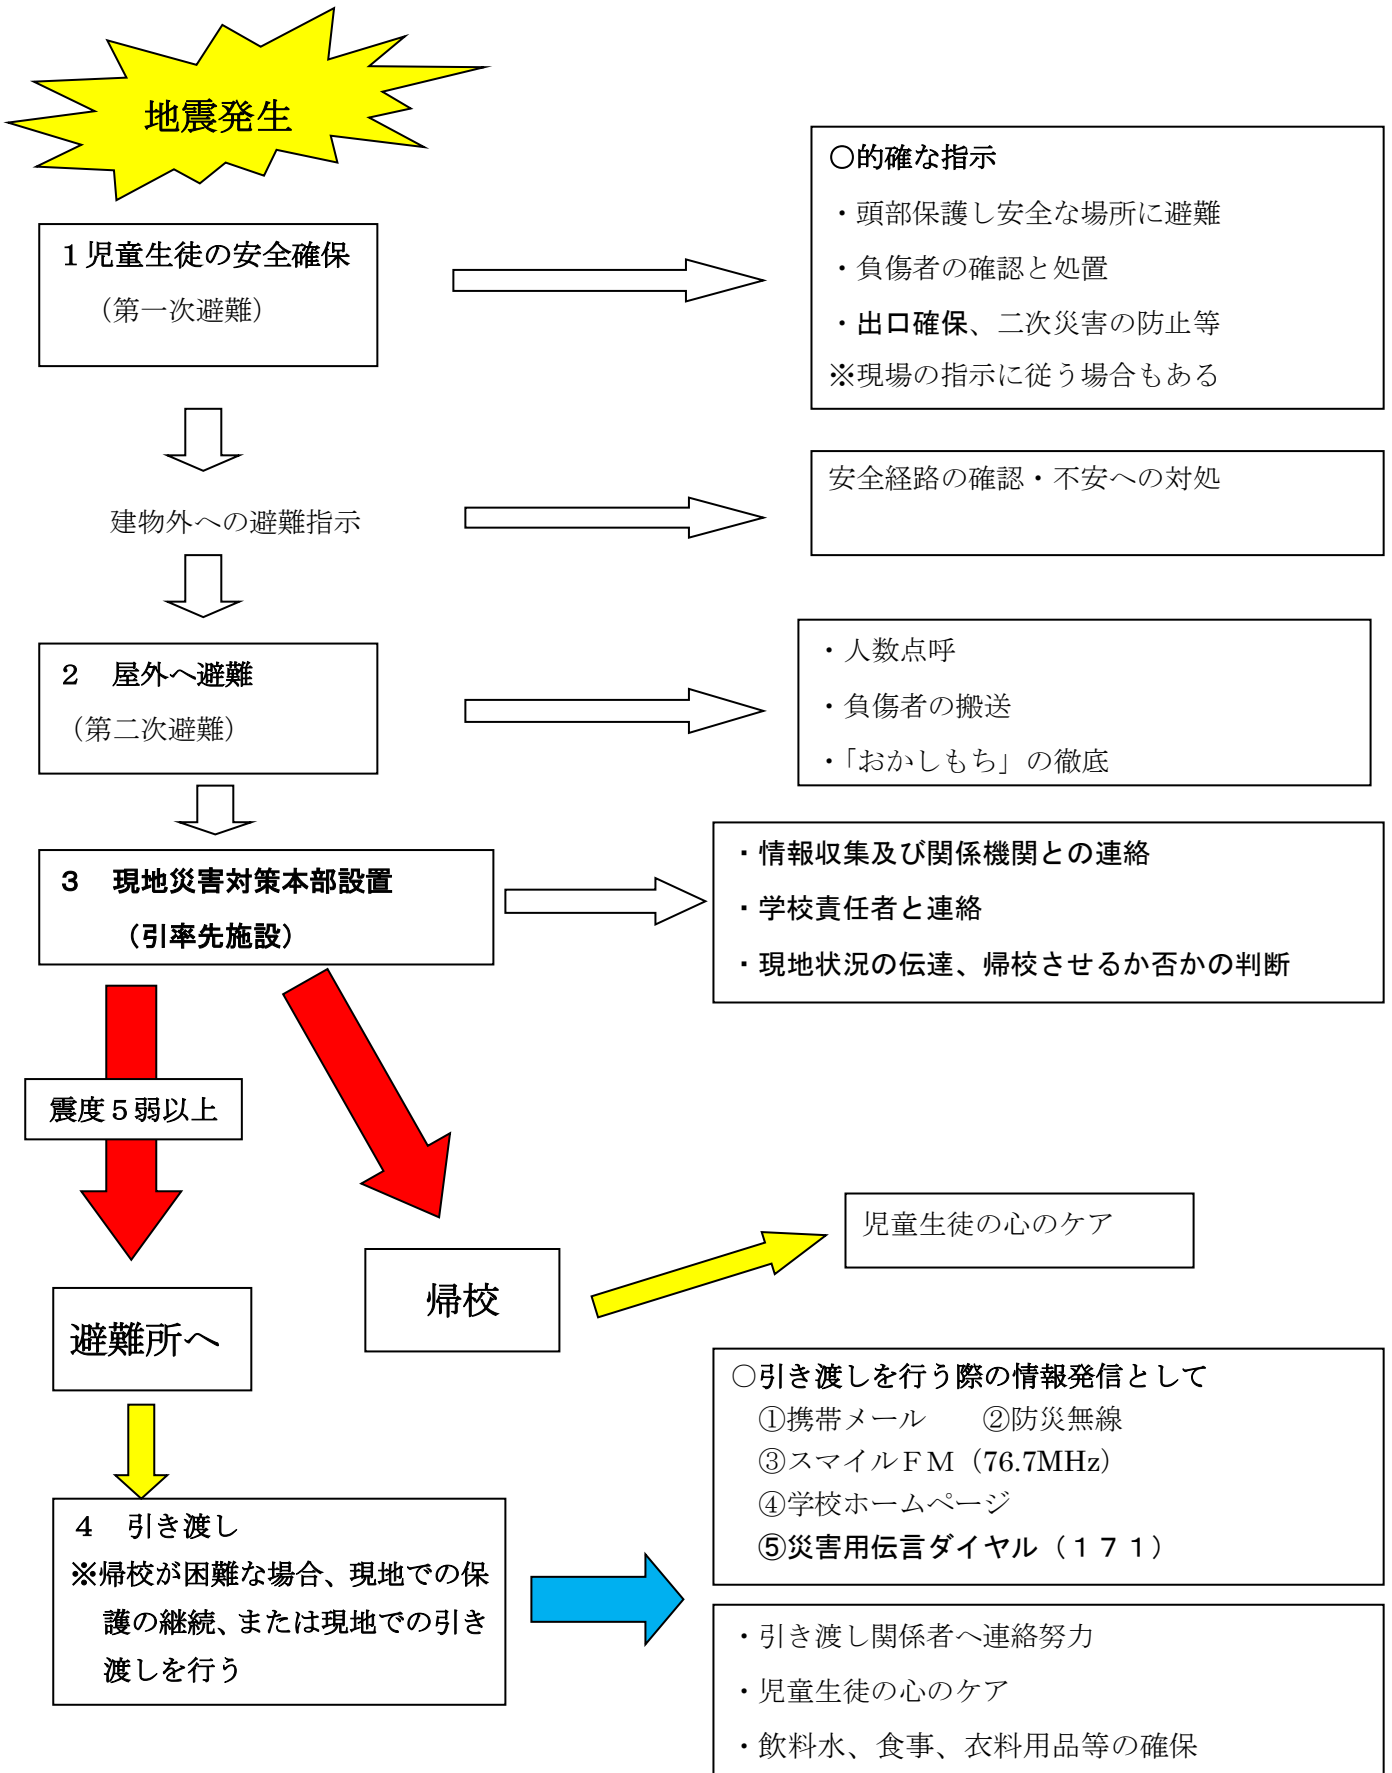 地震発生
○的確な指示
・頭部保護し安全な場所に避難
・負傷者の確認と処置
・出口確保、二次災害の防止等
※現場の指示に従う場合もある
１児童生徒の安全確保
（第一次避難）
安全経路の確認・不安への対処
建物外への避難指示
２　屋外へ避難
（第二次避難）
・人数点呼
・負傷者の搬送
・「おかしもち」の徹底
３　現地災害対策本部設置
（引率先施設）
・情報収集及び関係機関との連絡
・学校責任者と連絡
・現地状況の伝達、帰校させるか否かの判断
震度５弱以上
児童生徒の心のケア
帰校
避難所へ
○引き渡しを行う際の情報発信として
①携帯メール　　②防災無線
③スマイルＦＭ（76.7MHz）
④学校ホームページ
⑤災害用伝言ダイヤル（１７１）
４　引き渡し
※帰校が困難な場合、現地での保
護の継続、または現地での引き
渡しを行う
・引き渡し関係者へ連絡努力
・児童生徒の心のケア
・飲料水、食事、衣料用品等の確保